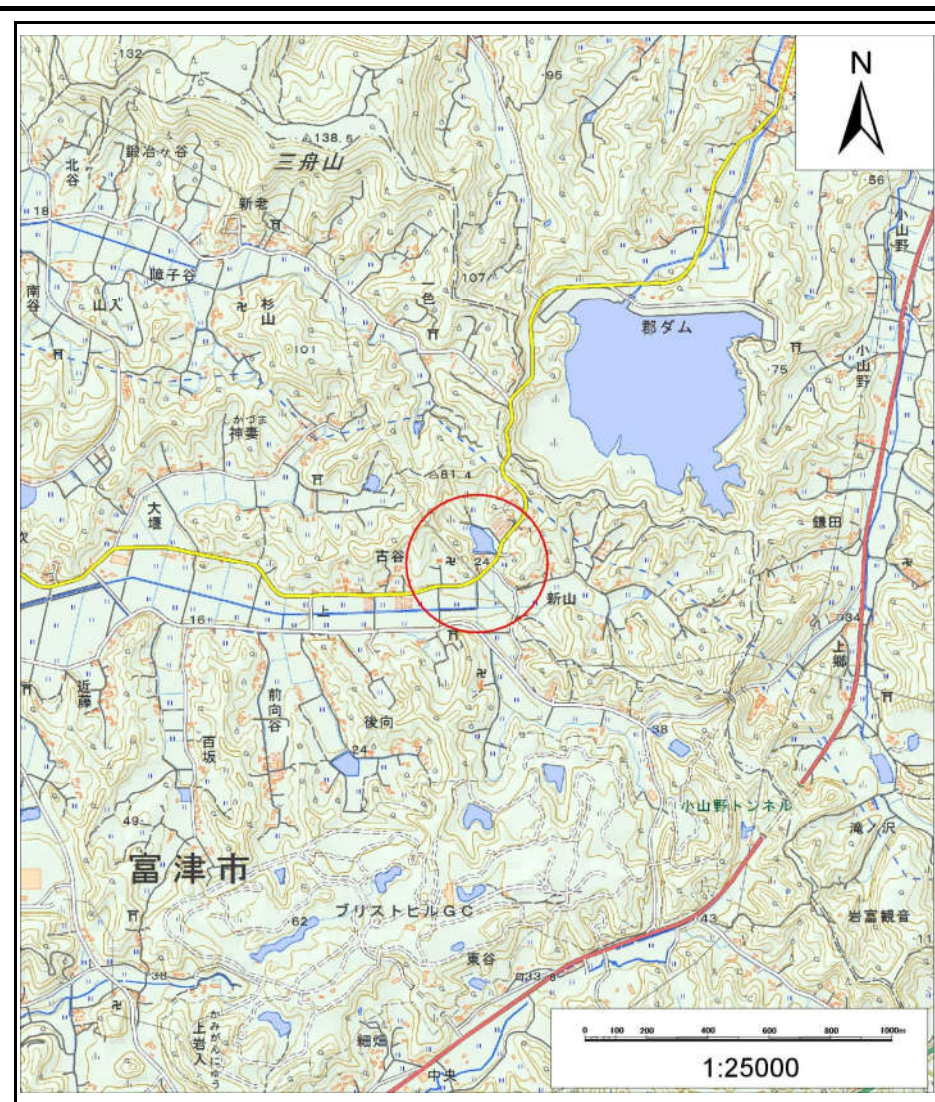 132
95
N
138.5
鍛冶ヶ谷
三舟山
北谷
新老
56
小山野
18
107
障子谷
一色
南谷
山入
杉山
郡ダム
101
75
小山野
かづま
神妻
81.4
大堰
鎌田
古谷
24
新山
上
16
34
上郷
近藤
前向谷
後向
38
百坂
24
小山野トンネル
49
滝ノ沢
富津市
ブリストヒルGC
62
43
岩富観音
東谷
38
上岩入
かみがんにゅう
細畑
中央
0 100 200 400 600 800 1000m
1:25000